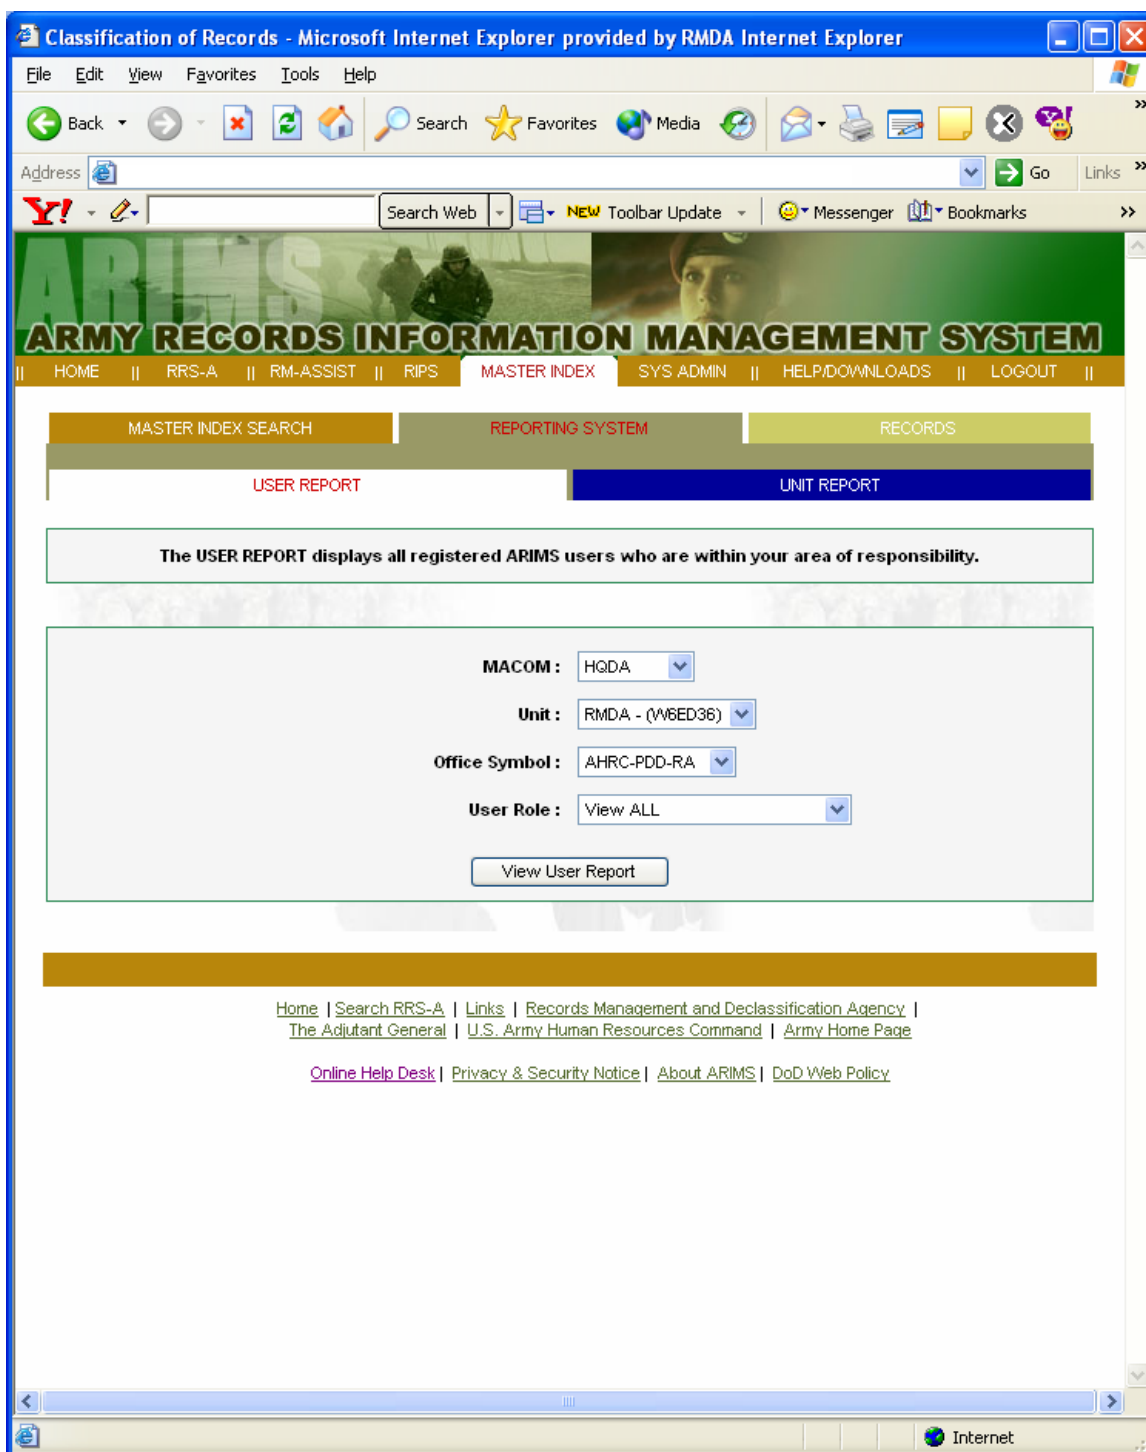 Classification of Records - Microsoft Internet Explorer provided by RMDA Internet Explorer
File Edit View Favorites Tools Help
Back Search Favorites Media
Address Go Links »
Y! Search Web NEW Toolbar Update Messenger Bookmarks »
ARIMS
ARMY RECORDS INFORMATION MANAGEMENT SYSTEM
|| HOME || RRS-A || RM-ASSIST || RIPS MASTER INDEX SYS ADMIN || HELP/DOWNLOADS || LOGOUT ||
MASTER INDEX SEARCH REPORTING SYSTEM RECORDS
USER REPORT UNIT REPORT
The USER REPORT displays all registered ARIMS users who are within your area of responsibility.
MACOM : HQDA
Unit : RMDA - (W6ED36)
Office Symbol : AHRC-PDD-RA
User Role : View ALL
View User Report
Home | Search RRS-A | Links | Records Management and Declassification Agency |
The Adjutant General | U.S. Army Human Resources Command | Army Home Page
Online Help Desk | Privacy & Security Notice | About ARIMS | DoD Web Policy
Internet